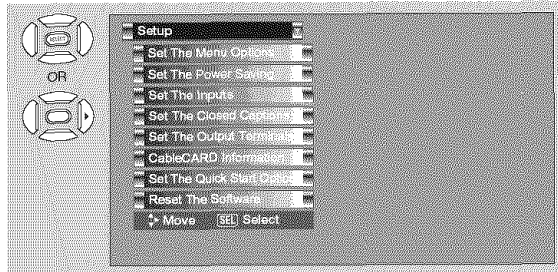 SELECT
OR
Setup
Set The Menu Options
Set The Power Saving
Set The Inputs
Set The Closed Captions
Set The Output Terminals
CableCARD Information
Set The Quick Start Option
Reset The Software
Move SEL Select